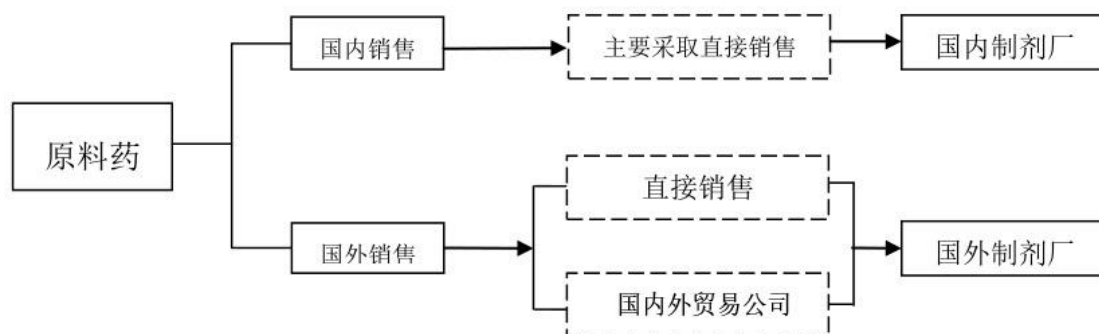 国内销售
主要采取直接销售
国内制剂厂
原料药
直接销售
国外销售
国外制剂厂
国内外贸易公司